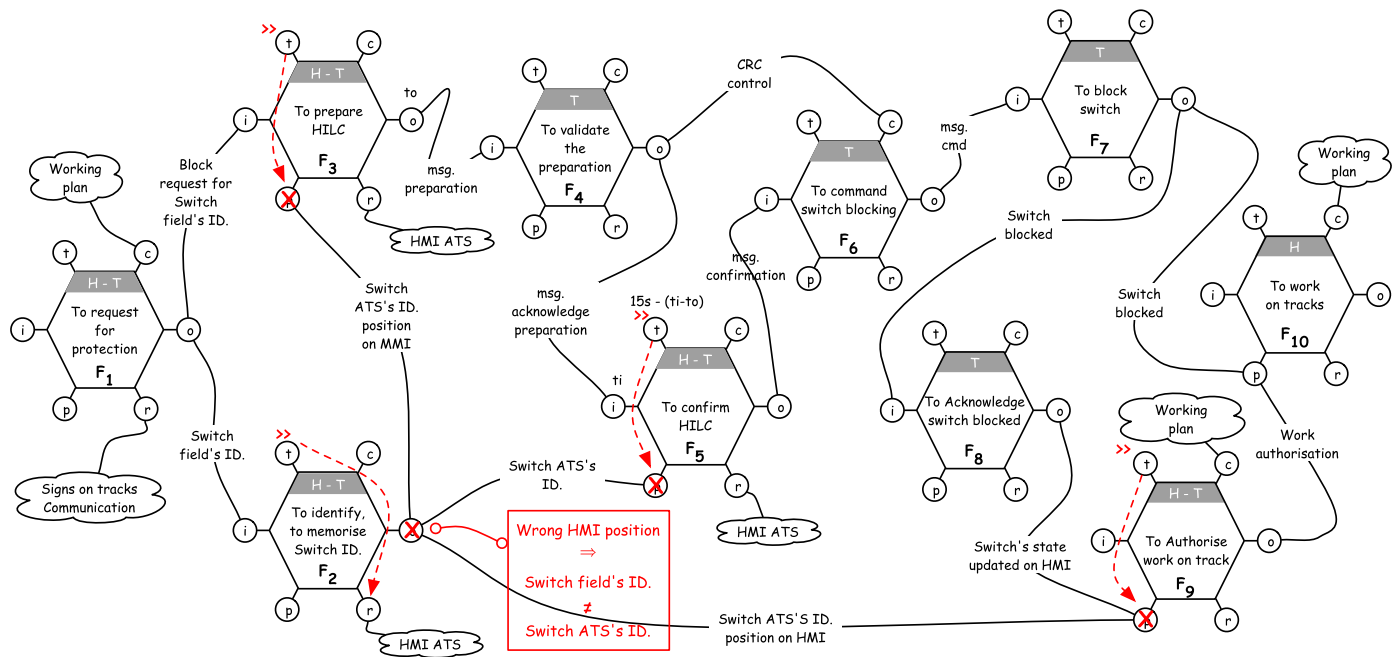 >>
t
c
H - T
To prepare
HILC
F3
i
o
to
r
HMI ATS
Block
request for
Switch
field's ID.
msg.
preparation
t
c
T
To validate
the
preparation
F4
i
o
p
r
CRC
control
t
c
T
To command
switch blocking
F6
i
o
p
r
msg.
cmd
t
c
T
To block
switch
F7
i
o
p
r
Switch
blocked
Switch
blocked
Working
plan
t
c
H
To work
on tracks
F10
i
o
p
r
Working
plan
t
c
H - T
To request
for
protection
F1
i
o
p
r
Signs on tracks
Communication
Switch
field's ID.
Switch
ATS's ID.
position
on MMI
msg.
acknowledge
preparation
msg.
confirmation
15s - (ti-to)
>>
t
c
H - T
To confirm
HILC
F5
ti
i
o
r
HMI ATS
t
c
T
To Acknowledge
switch blocked
F8
i
o
p
r
>>
t
c
H - T
To identify,
to memorise
Switch ID.
F2
i
p
r
HMI ATS
Switch ATS's
ID.
Wrong HMI position
⇒
Switch field's ID.
≠
Switch ATS's ID.
Switch ATS'S ID.
position on HMI
Switch's state
updated on HMI
Working
plan
>>
t
c
H - T
To Authorise
work on track
F9
i
o
r
Work
authorisation